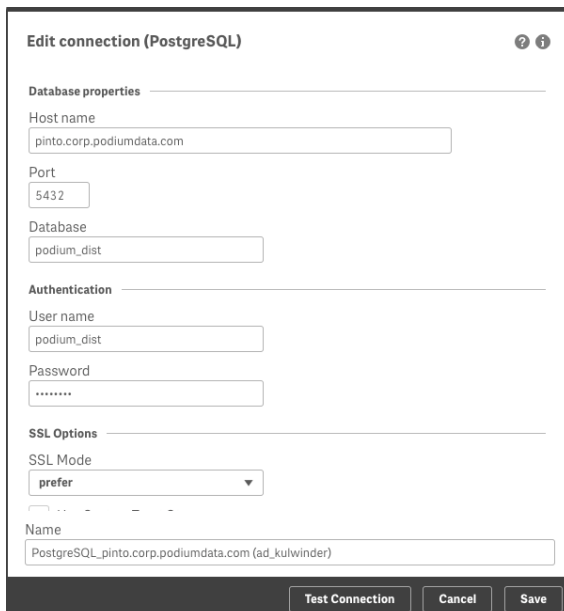 Edit connection (PostgreSQL)
Database properties
Host name
pinto.corp.podiumdata.com
Port
5432
Database
podium_dist
Authentication
User name
podium_dist
Password
••••••••
SSL Options
SSL Mode
prefer
Name
PostgreSQL_pinto.corp.podiumdata.com (ad_kulwinder)
Test Connection
Cancel
Save